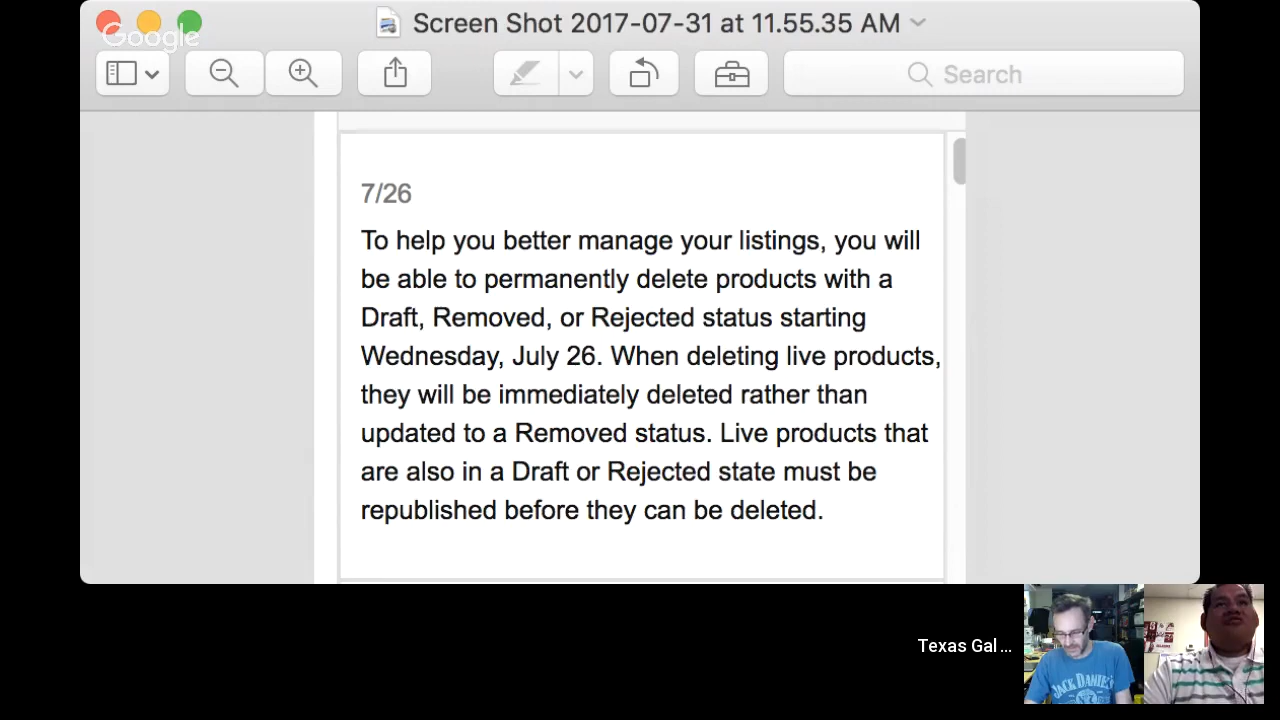 Screen Shot 2017-07-31 at 11.55.35 AM
Google
Search
7/26
To help you better manage your listings, you will
be able to permanently delete products with a
Draft, Removed, or Rejected status starting
Wednesday, July 26. When deleting live products,
they will be immediately deleted rather than
updated to a Removed status. Live products that
are also in a Draft or Rejected state must be
republished before they can be deleted.
Texas Gal...
JACK DANIEL'S